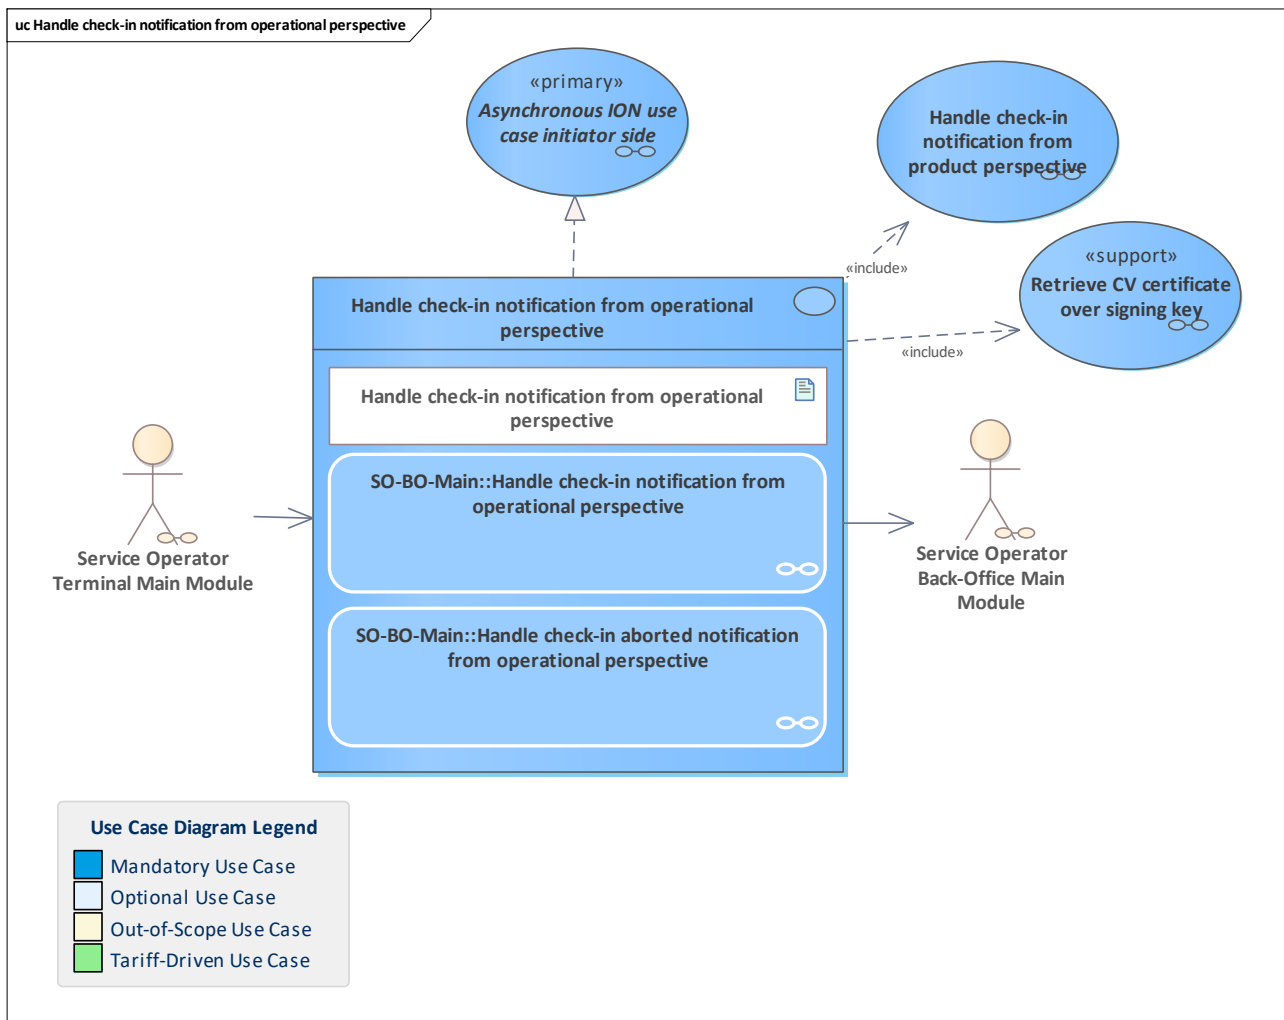 uc Handle check-in notification from operational perspective
«primary»
Asynchronous ION use
case initiator side
Handle check-in
notification from
product perspective
«include»
«support»
Retrieve CV certificate
over signing key
«include»
Handle check-in notification from operational
perspective
Handle check-in notification from operational
perspective
SO-BO-Main::Handle check-in notification from
operational perspective
SO-BO-Main::Handle check-in aborted notification
from operational perspective
Service Operator
Terminal Main Module
Service Operator
Back-Office Main
Module
Use Case Diagram Legend
Mandatory Use Case
Optional Use Case
Out-of-Scope Use Case
Tariff-Driven Use Case